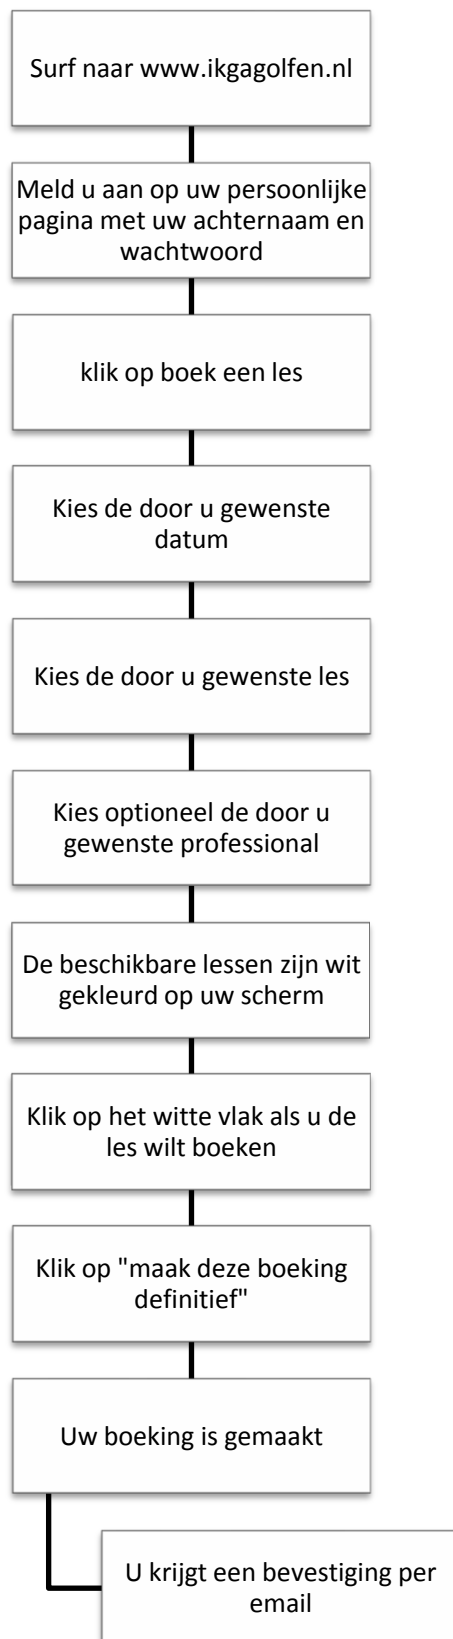 Surf naar www.ikgagolfen.nl
Meld u aan op uw persoonlijke
pagina met uw achternaam en
wachtwoord
klik op boek een les
Kies de door u gewenste
datum
Kies de door u gewenste les
Kies optioneel de door u
gewenste professional
De beschikbare lessen zijn wit
gekleurd op uw scherm
Klik op het witte vlak als u de
les wilt boeken
Klik op "maak deze boeking
definitief"
Uw boeking is gemaakt
U krijgt een bevestiging per
email